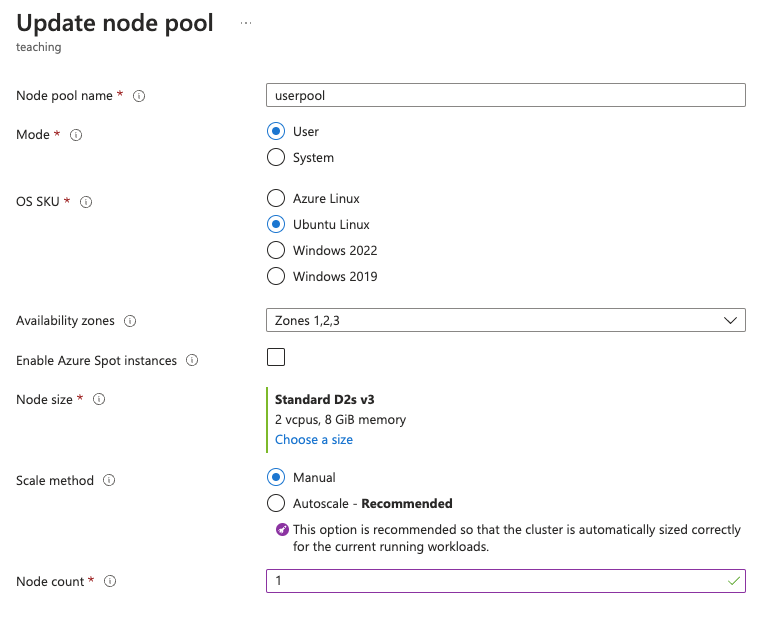 Update node pool ...
teaching
Node pool name * userpool
Mode * User
System
OS SKU * Azure Linux
Ubuntu Linux
Windows 2022
Windows 2019
Availability zones Zones 1,2,3
Enable Azure Spot instances
Node size * Standard D2s v3
2 vcpus, 8 GiB memory
Choose a size
Scale method Manual
Autoscale - Recommended
This option is recommended so that the cluster is automatically sized correctly
for the current running workloads.
Node count * 1